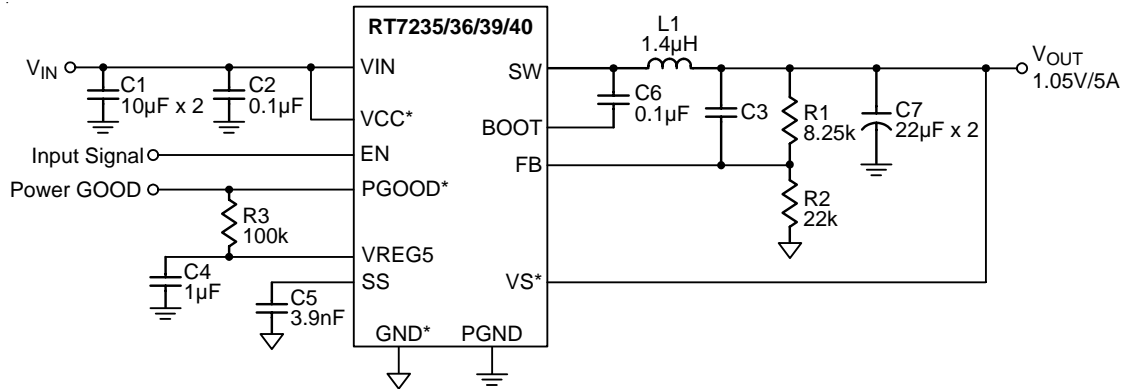 RT7235/36/39/40
VIN
VIN
C1
10µF x 2
C2
0.1µF
VCC*
Input Signal
EN
Power GOOD
PGOOD*
R3
100k
VREG5
C4
1µF
SS
C5
3.9nF
GND*
PGND
SW
L1
1.4µH
C6
0.1µF
BOOT
C3
R1
8.25k
C7
22µF x 2
VOUT
1.05V/5A
FB
R2
22k
VS*